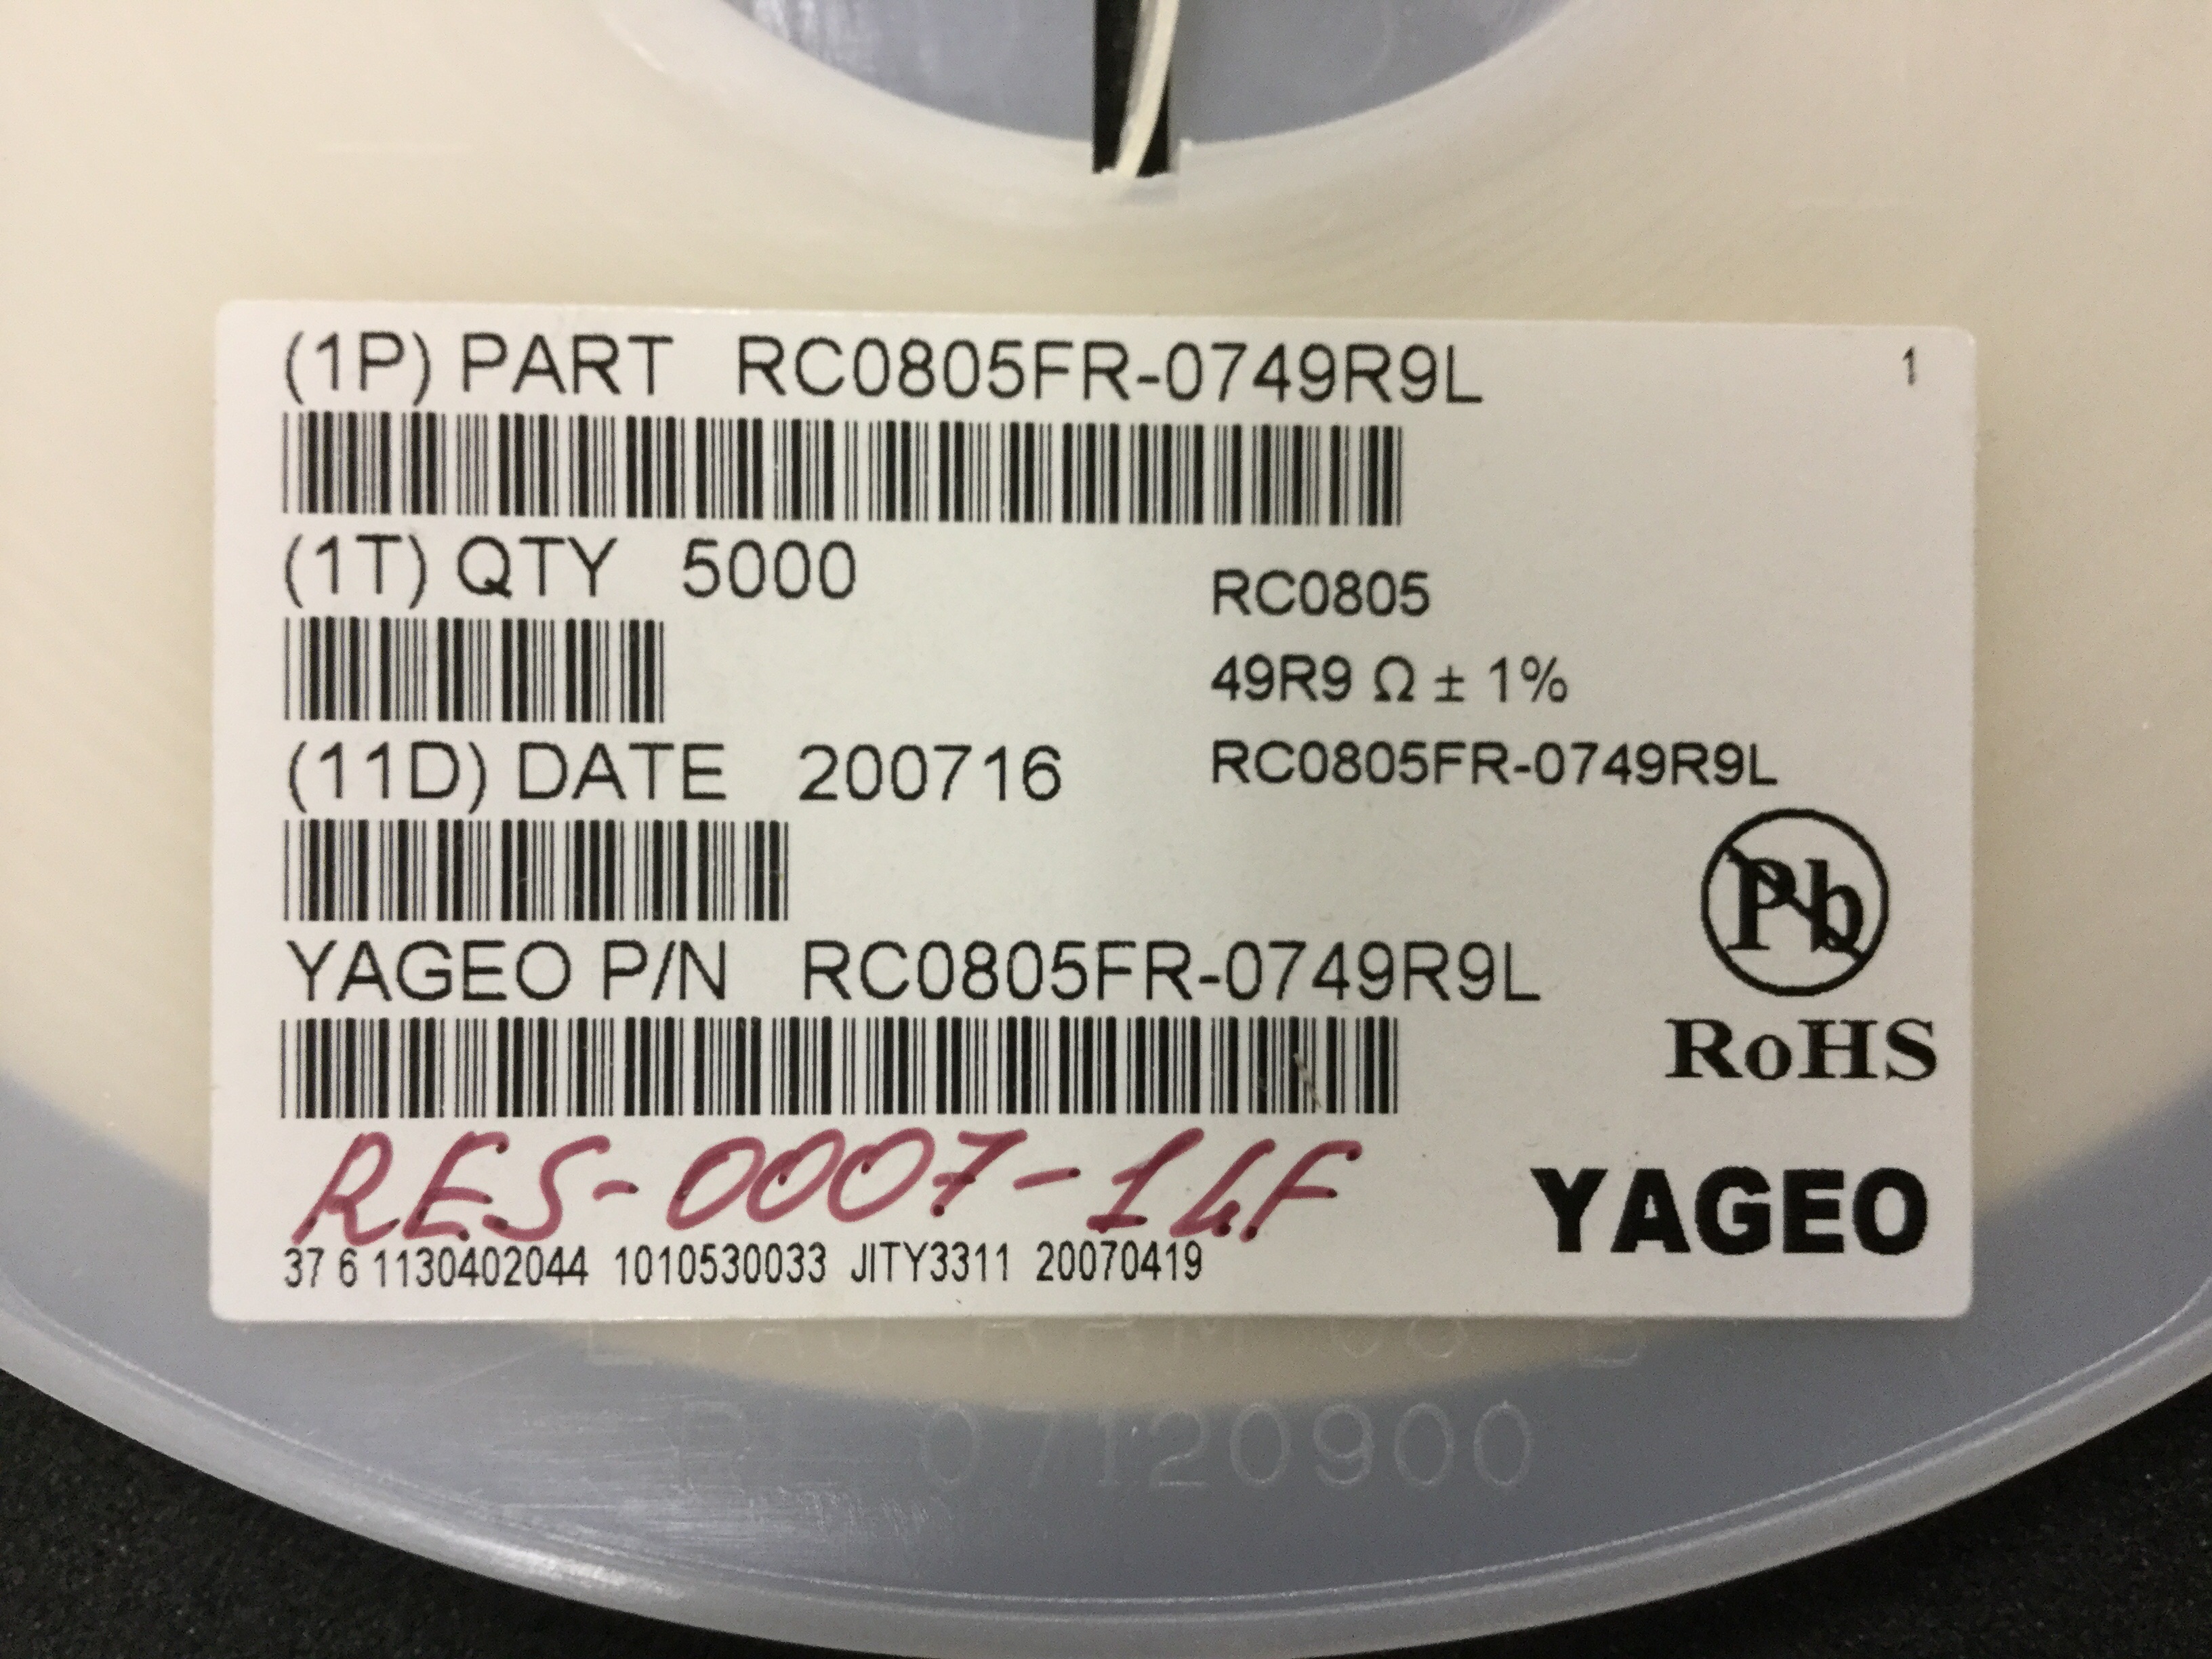 (1P) PART RC0805FR-0749R9L
1
(1T) QTY 5000
RC0805
49R9 Ω ± 1%
(11D) DATE 200716
RC0805FR-0749R9L
Pb
YAGEO P/N RC0805FR-0749R9L
RoHS
RES-0007-1LF
YAGEO
37 6 1130402044 1010530033 JITY3311 20070419
07120900